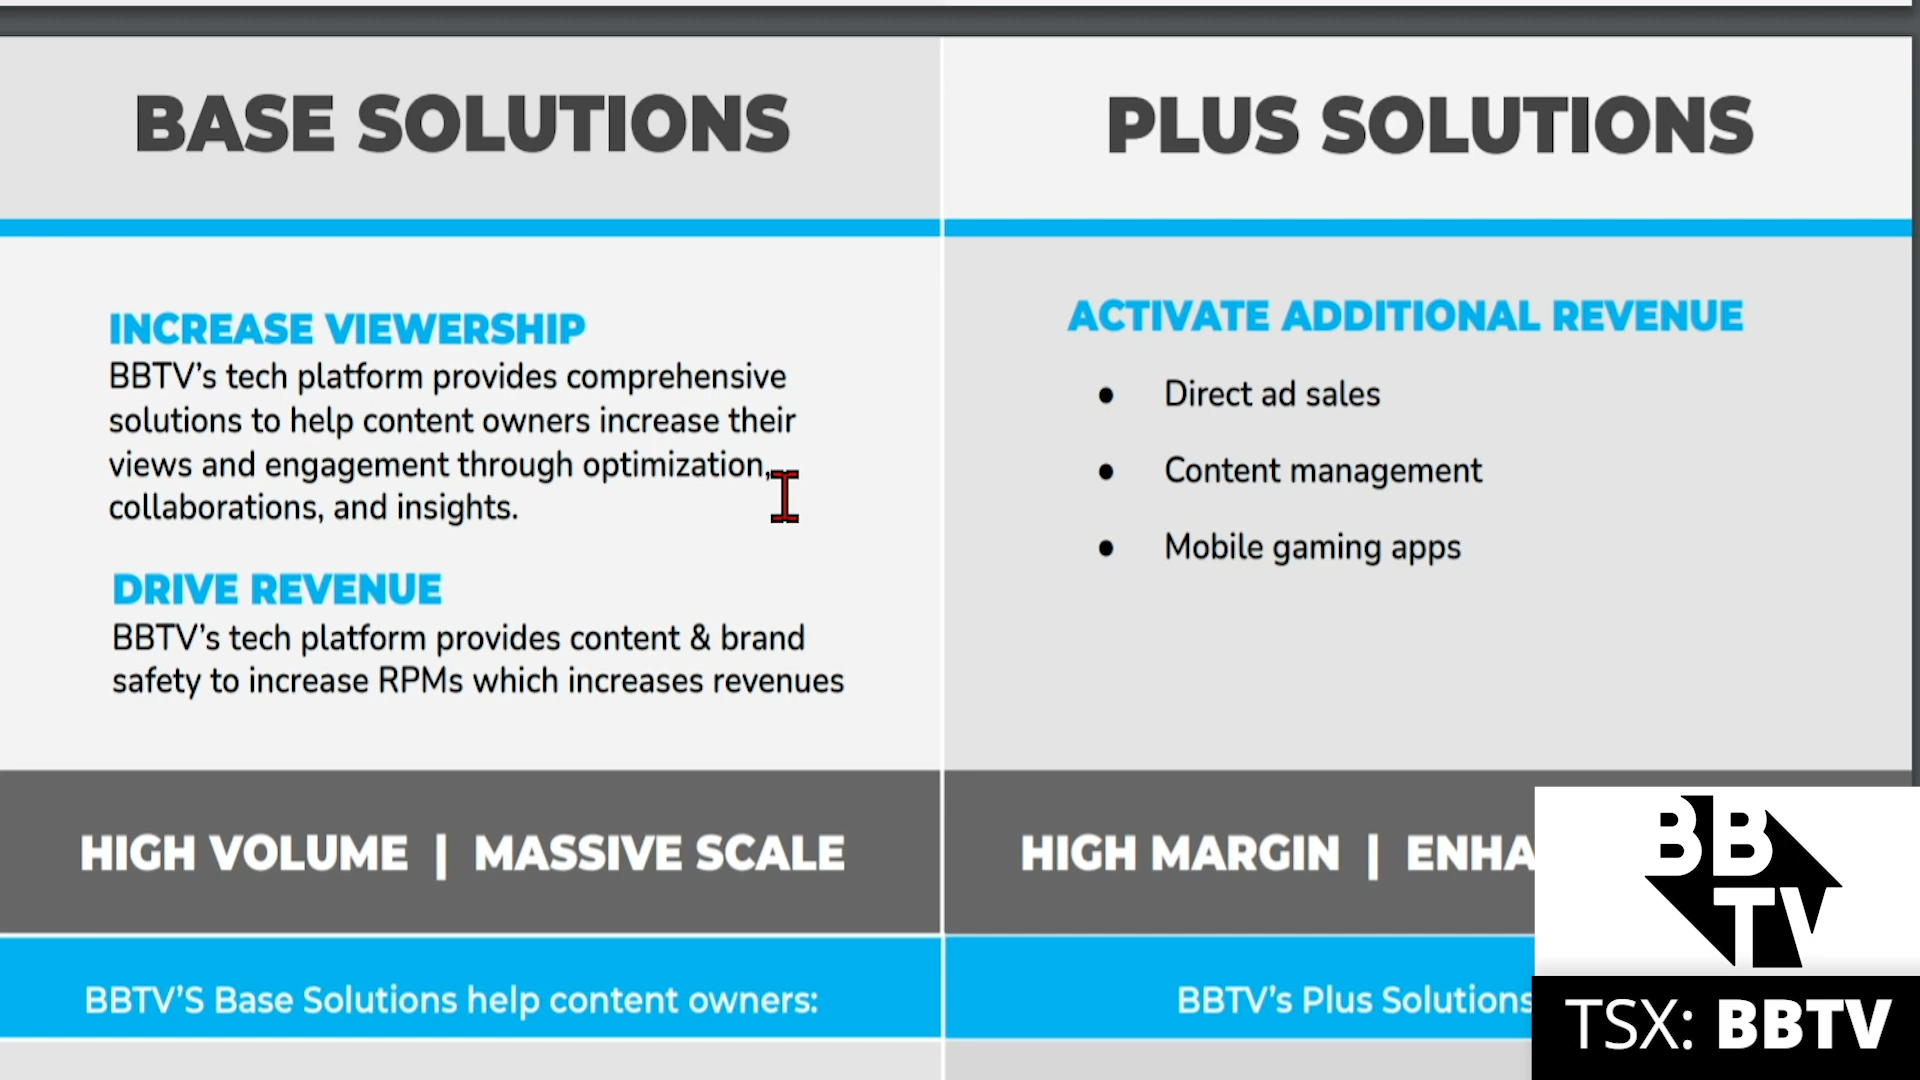 BASE SOLUTIONS
INCREASE VIEWERSHIP
BBTV’s tech platform provides comprehensive
solutions to help content owners increase their
views and engagement through optimization,
collaborations, and insights.
DRIVE REVENUE
BBTV’s tech platform provides content & brand
safety to increase RPMs which increases revenues
HIGH VOLUME | MASSIVE SCALE
BBTV’S Base Solutions help content owners:
PLUS SOLUTIONS
ACTIVATE ADDITIONAL REVENUE
● Direct ad sales
● Content management
● Mobile gaming apps
HIGH MARGIN |
BBTV’s Plus Solutions
BB
TV
TSX: BBTV